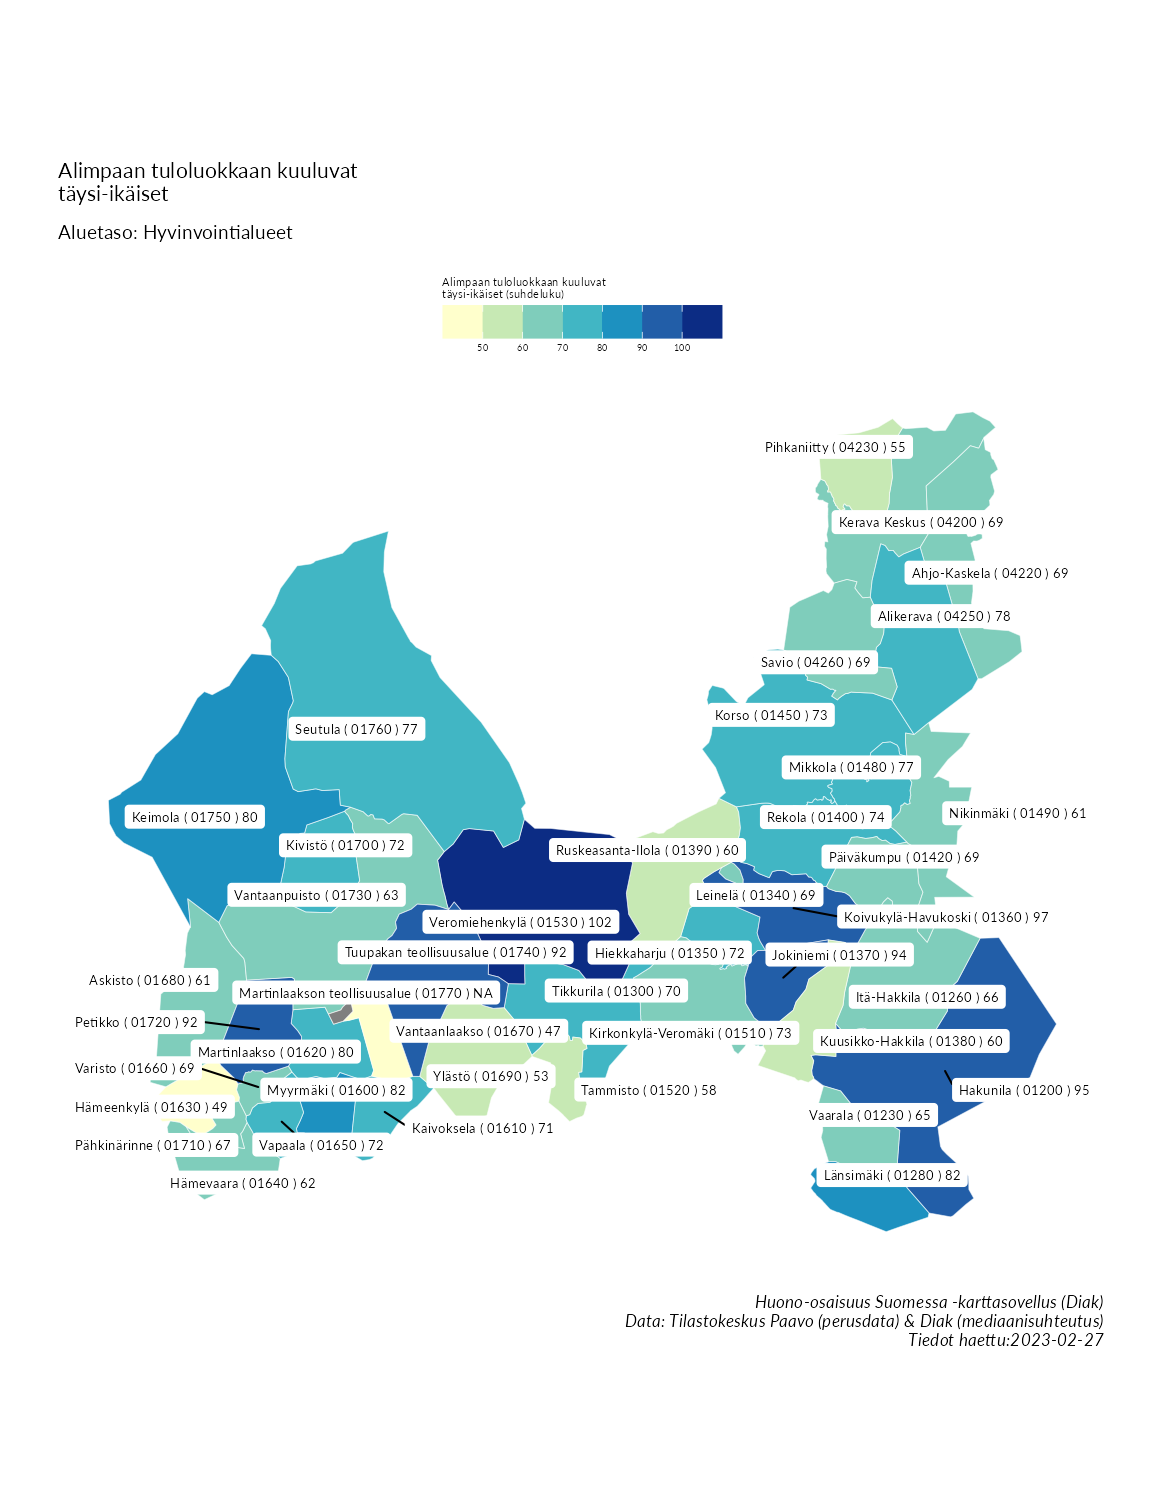 Alimpaan tuloluokkaan kuuluvat
täysi-ikäiset
Aluetaso: Hyvinvointialueet
Alimpaan tuloluokkaan kuuluvat
täysi-ikäiset (suhdeluku)
50 60 70 80 90 100
Pihkaniitty ( 04230 ) 55
Kerava Keskus ( 04200 ) 69
Ahjo-Kaskela ( 04220 ) 69
Alikerava ( 04250 ) 78
Savio ( 04260 ) 69
Korso ( 01450 ) 73
Seutula ( 01760 ) 77
Mikkola ( 01480 ) 77
Nikinmäki ( 01490 ) 61
Keimola ( 01750 ) 80
Rekola ( 01400 ) 74
Kivistö ( 01700 ) 72
Ruskeasanta-Ilola ( 01390 ) 60
Päiväkumpu ( 01420 ) 69
Vantaanpuisto ( 01730 ) 63
Leinelä ( 01340 ) 69
Koivukylä-Havukoski ( 01360 ) 97
Veromiehenkylä ( 01530 ) 102
Tuupakan teollisuusalue ( 01740 ) 92
Hiekkaharju ( 01350 ) 72
Jokiniemi ( 01370 ) 94
Askisto ( 01680 ) 61
Martinlaakson teollisuusalue ( 01770 ) NA
Tikkurila ( 01300 ) 70
Itä-Hakkila ( 01260 ) 66
Petikko ( 01720 ) 92
Vantaanlaakso ( 01670 ) 47
Kirkonkylä-Veromäki ( 01510 ) 73
Kuusikko-Hakkila ( 01380 ) 60
Martinlaakso ( 01620 ) 80
Varisto ( 01660 ) 69
Ylästö ( 01690 ) 53
Myyrmäki ( 01600 ) 82
Tammisto ( 01520 ) 58
Hakunila ( 01200 ) 95
Hämeenkylä ( 01630 ) 49
Vaarala ( 01230 ) 65
Kaivoksela ( 01610 ) 71
Pähkinärinne ( 01710 ) 67
Vapaala ( 01650 ) 72
Länsimäki ( 01280 ) 82
Hämevaara ( 01640 ) 62
Huono-osaisuus Suomessa -karttasovellus (Diak)
Data: Tilastokeskus Paavo (perusdata) & Diak (mediaanisuhteutus)
Tiedot haettu:2023-02-27